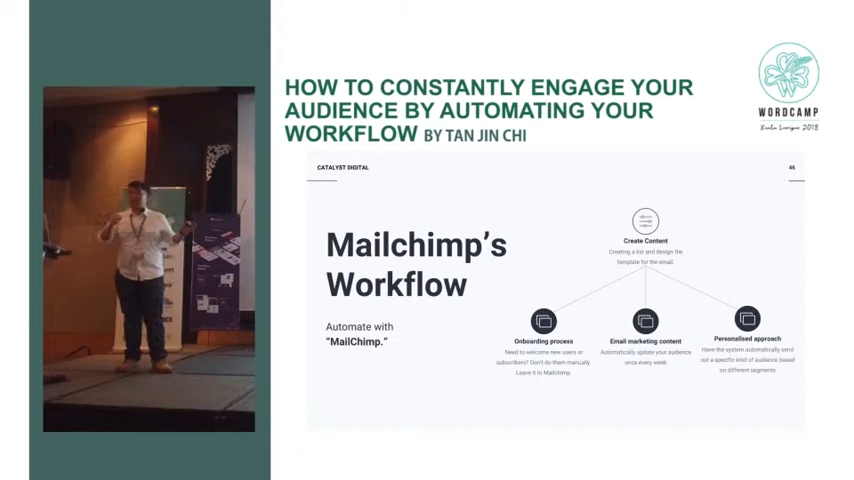 HOW TO CONSTANTLY ENGAGE YOUR
AUDIENCE BY AUTOMATING YOUR
WORKFLOW BY TAN JIN CHI
WORDCAMP
Kuala Lumpur 2018
CATALYST DIGITAL
46
Mailchimp’s
Workflow
Automate with
“MailChimp.”
Create Content
Creating a list and design the
template for the email.
Onboarding process
Need to welcome new users or
subscribers? Don't do them manually
Leave it to Mailchimp.
Email marketing content
Automatically update your audience
once every week
Personalised approach
Have the system automatically send
out a specific kind of audience based
on different segments